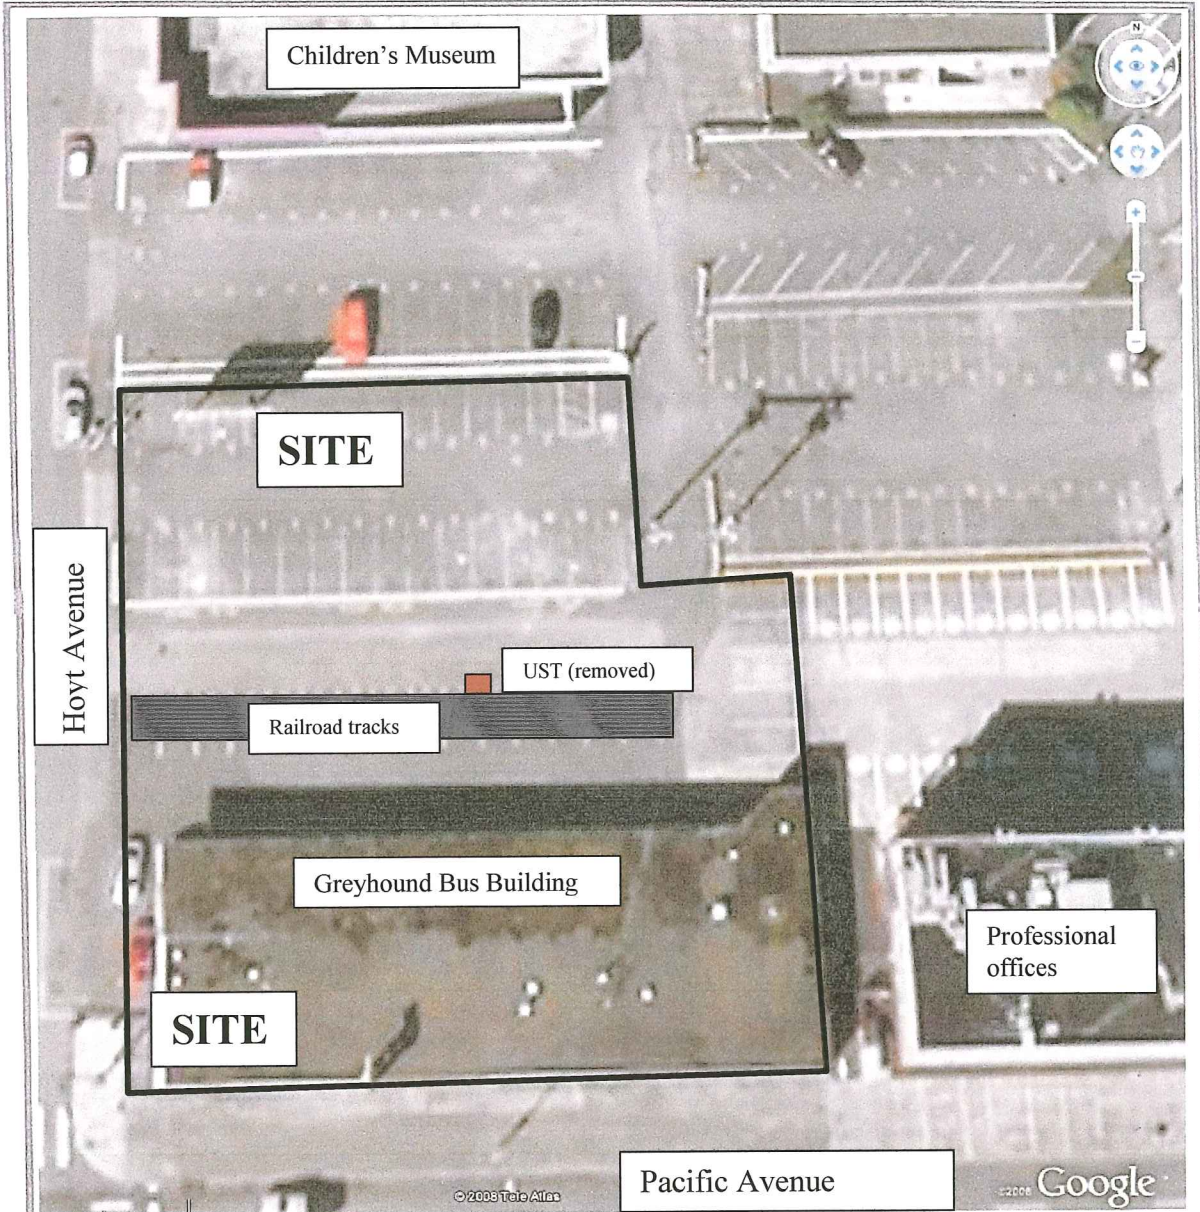 Children's Museum
N
SITE
Hoyt Avenue
UST (removed)
Railroad tracks
Greyhound Bus Building
Professional
offices
SITE
Pacific Avenue
© 2008 Tele Atlas
©2008 Google